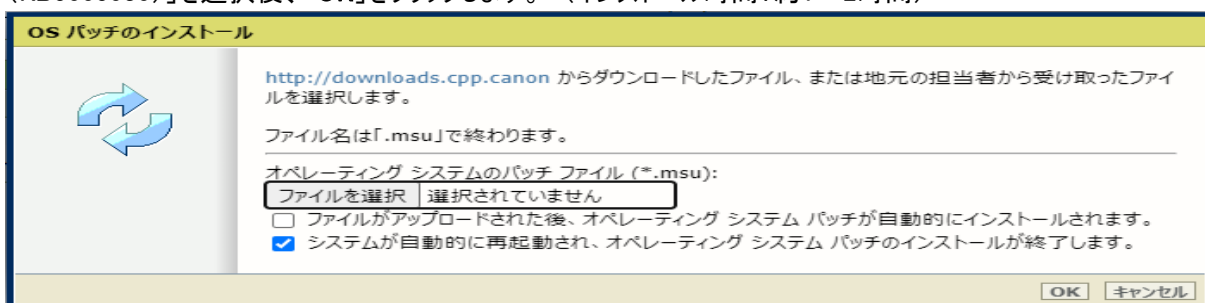 OS パッチのインストール
http://downloads.cpp.canon からダウンロードしたファイル、または地元の担当者から受け取ったファイ
ルを選択します。
ファイル名は「.msu」で終わります。
オペレーティング システムのパッチ ファイル (*.msu):
ファイルを選択 選択されていません
ファイルがアップロードされた後、オペレーティング システム パッチが自動的にインストールされます。
システムが自動的に再起動され、オペレーティング システム パッチのインストールが終了します。
OK キャンセル